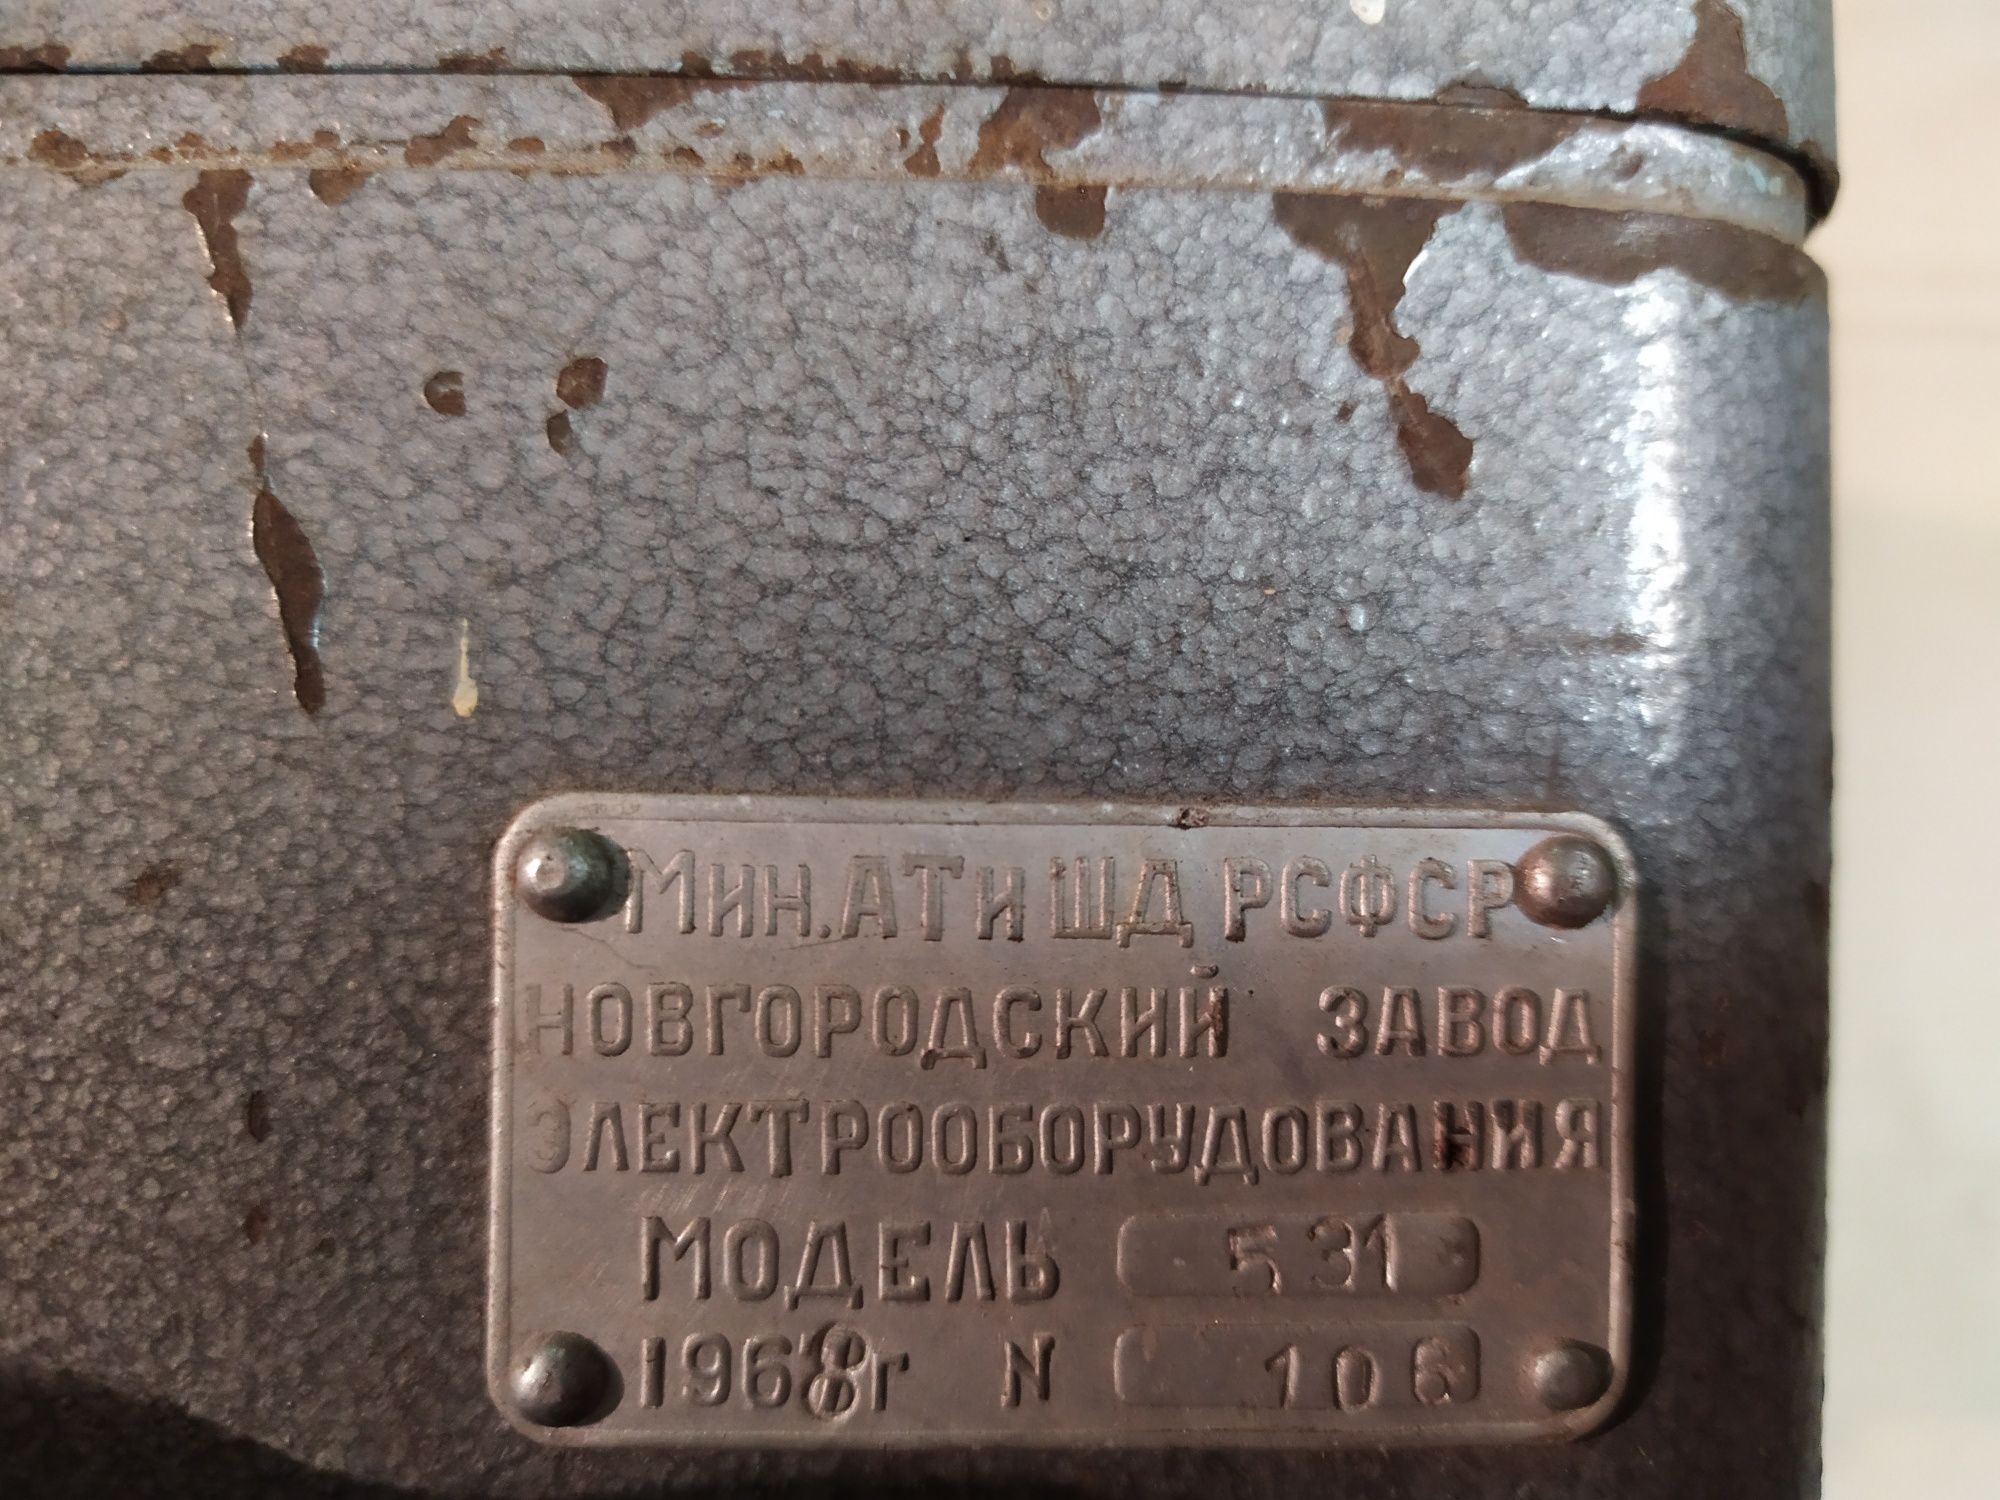 Мин.АТ и ШД РСФСР
НОВГОРОДСКИЙ ЗАВОД
ЭЛЕКТРООБОРУДОВАНИЯ
МОДЕЛЬ 531
1968г N 106